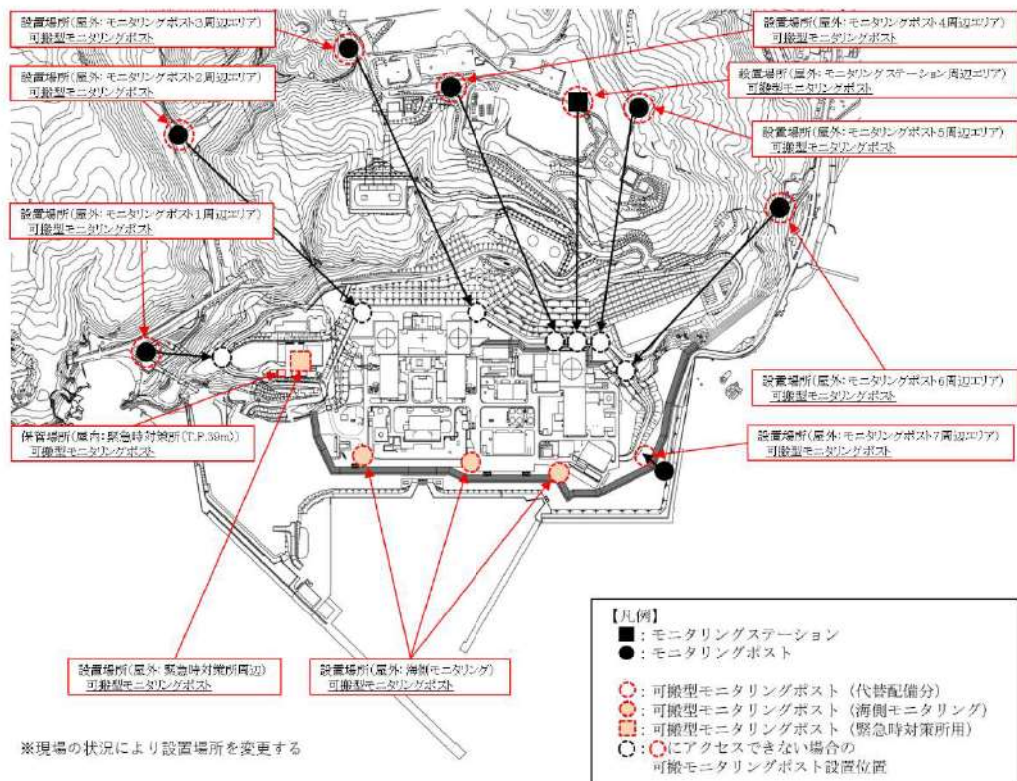 設置場所(屋外:モニタリングポスト3周辺エリア)
可搬型モニタリングポスト
設置場所(屋外:モニタリングポスト2周辺エリア)
可搬型モニタリングポスト
設置場所(屋外:モニタリングポスト1周辺エリア)
可搬型モニタリングポスト
設置場所(屋外:モニタリングポスト4周辺エリア)
可搬型モニタリングポスト
設置場所(屋外:モニタリングステーション周辺エリア)
可搬型モニタリングポスト
設置場所(屋外:モニタリングポスト5周辺エリア)
可搬型モニタリングポスト
設置場所(屋外:モニタリングポスト6周辺エリア)
可搬型モニタリングポスト
保管場所(屋内:緊急時対策所(T.P.39m))
可搬型モニタリングポスト
設置場所(屋外:モニタリングポスト7周辺エリア)
可搬型モニタリングポスト
設置場所(屋外:緊急時対策所周辺)
可搬型モニタリングポスト
設置場所(屋外:海側モニタリング)
可搬型モニタリングポスト
※現場の状況により設置場所を変更する
【凡例】
■:モニタリングステーション
●:モニタリングポスト
:可搬型モニタリングポスト(代替配備分)
:可搬型モニタリングポスト(海側モニタリング)
:可搬型モニタリングポスト(緊急時対策所用)
:にアクセスできない場合の
可搬モニタリングポスト設置位置